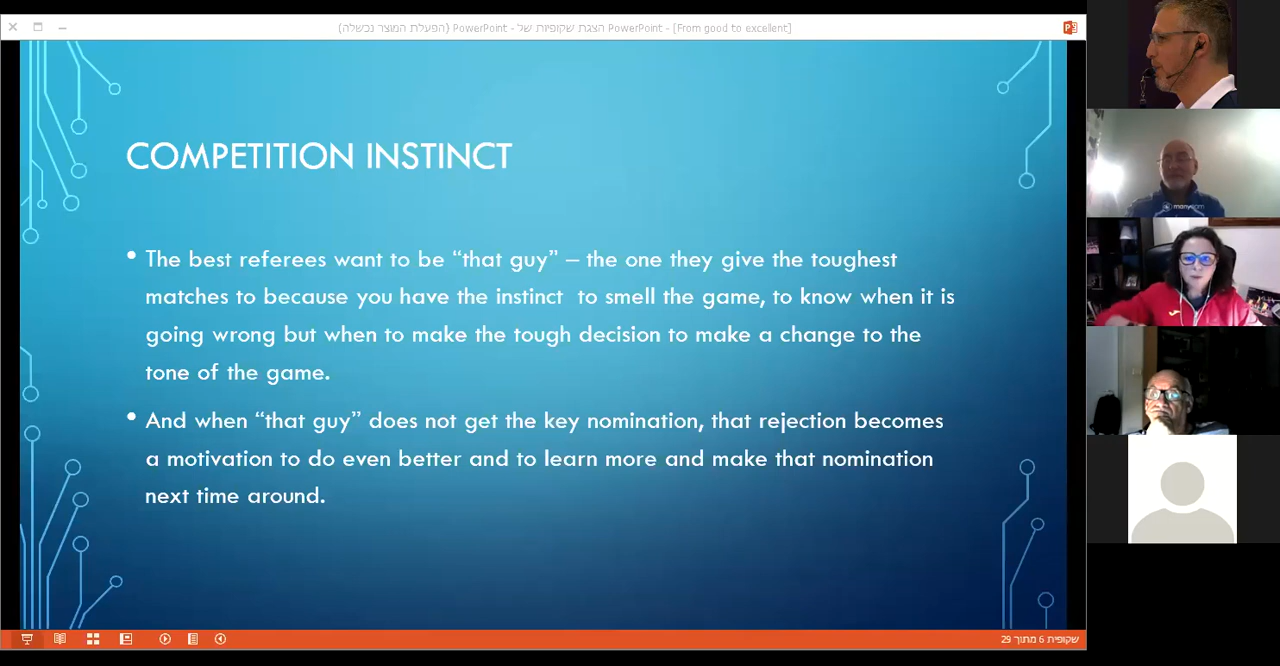 [From good to excellent] - PowerPoint הצגת שקופיות של - PowerPoint (הפעלת המוצר נכשלה)
COMPETITION INSTINCT
• The best referees want to be “that guy” – the one they give the toughest
matches to because you have the instinct to smell the game, to know when it is
going wrong but when to make the tough decision to make a change to the
tone of the game.
• And when “that guy” does not get the key nomination, that rejection becomes
a motivation to do even better and to learn more and make that nomination
next time around.
שקופית 6 מתוך 29